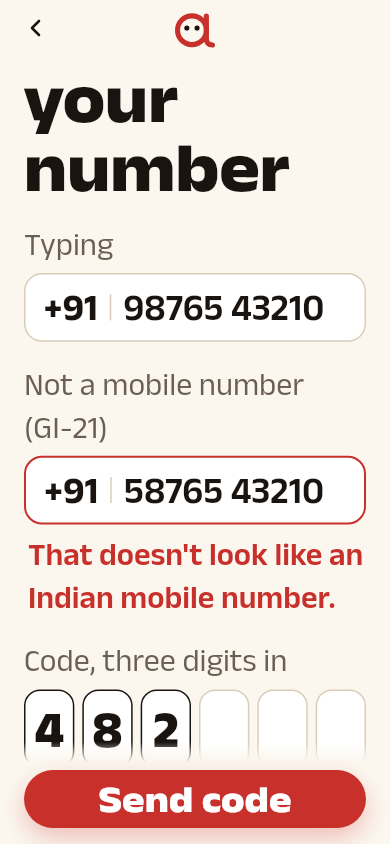 your
number
Typing
+91 98765 43210
Not a mobile number
(GI-21)
+91 58765 43210
That doesn't look like an
Indian mobile number.
Code, three digits in
4 8 2
Send code